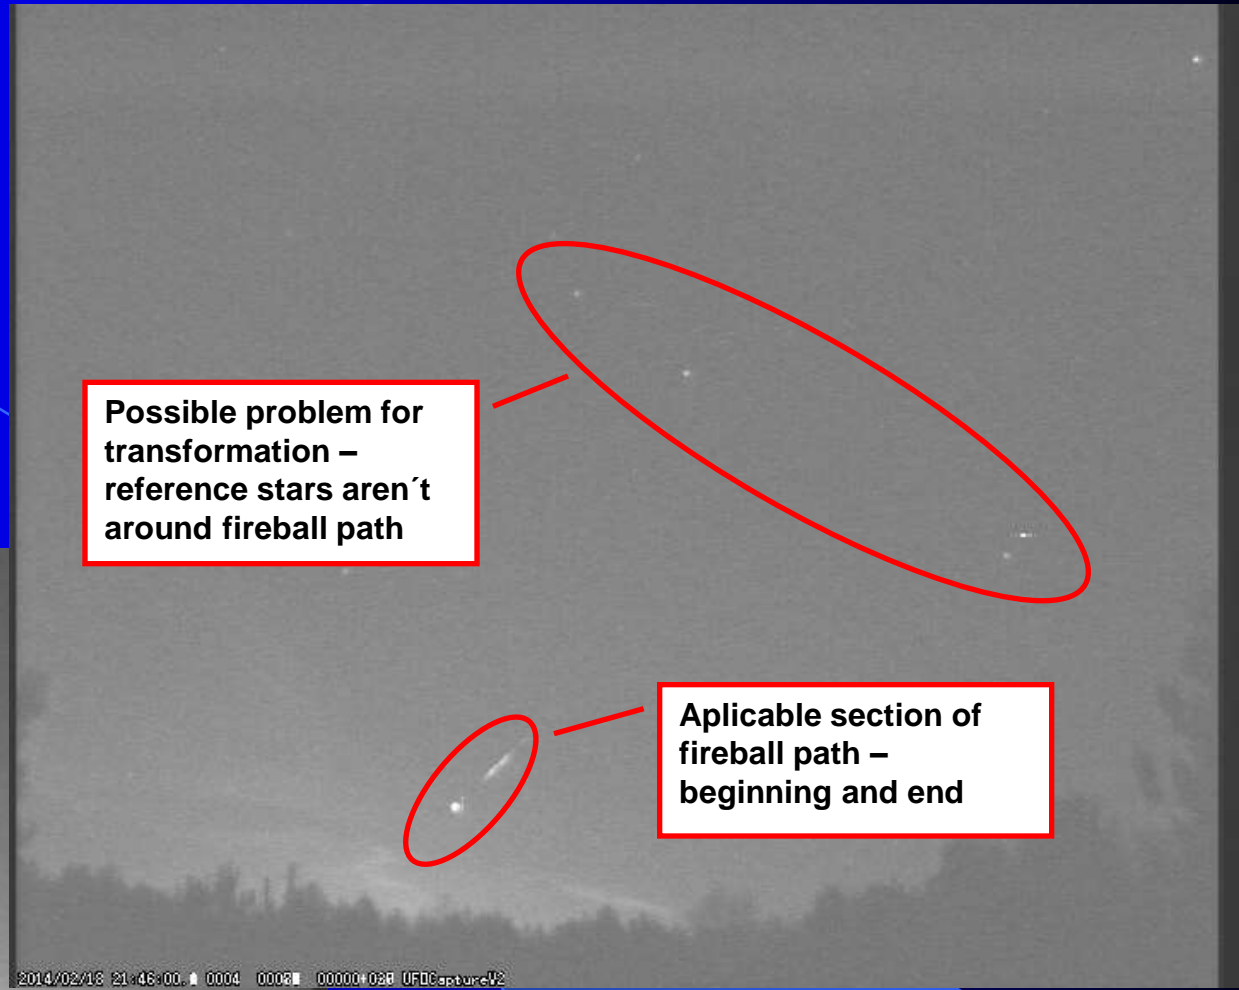 Possible problem for
transformation –
reference stars aren´t
around fireball path
Aplicable section of
fireball path –
beginning and end
2014/02/18 21:46:00. 0004